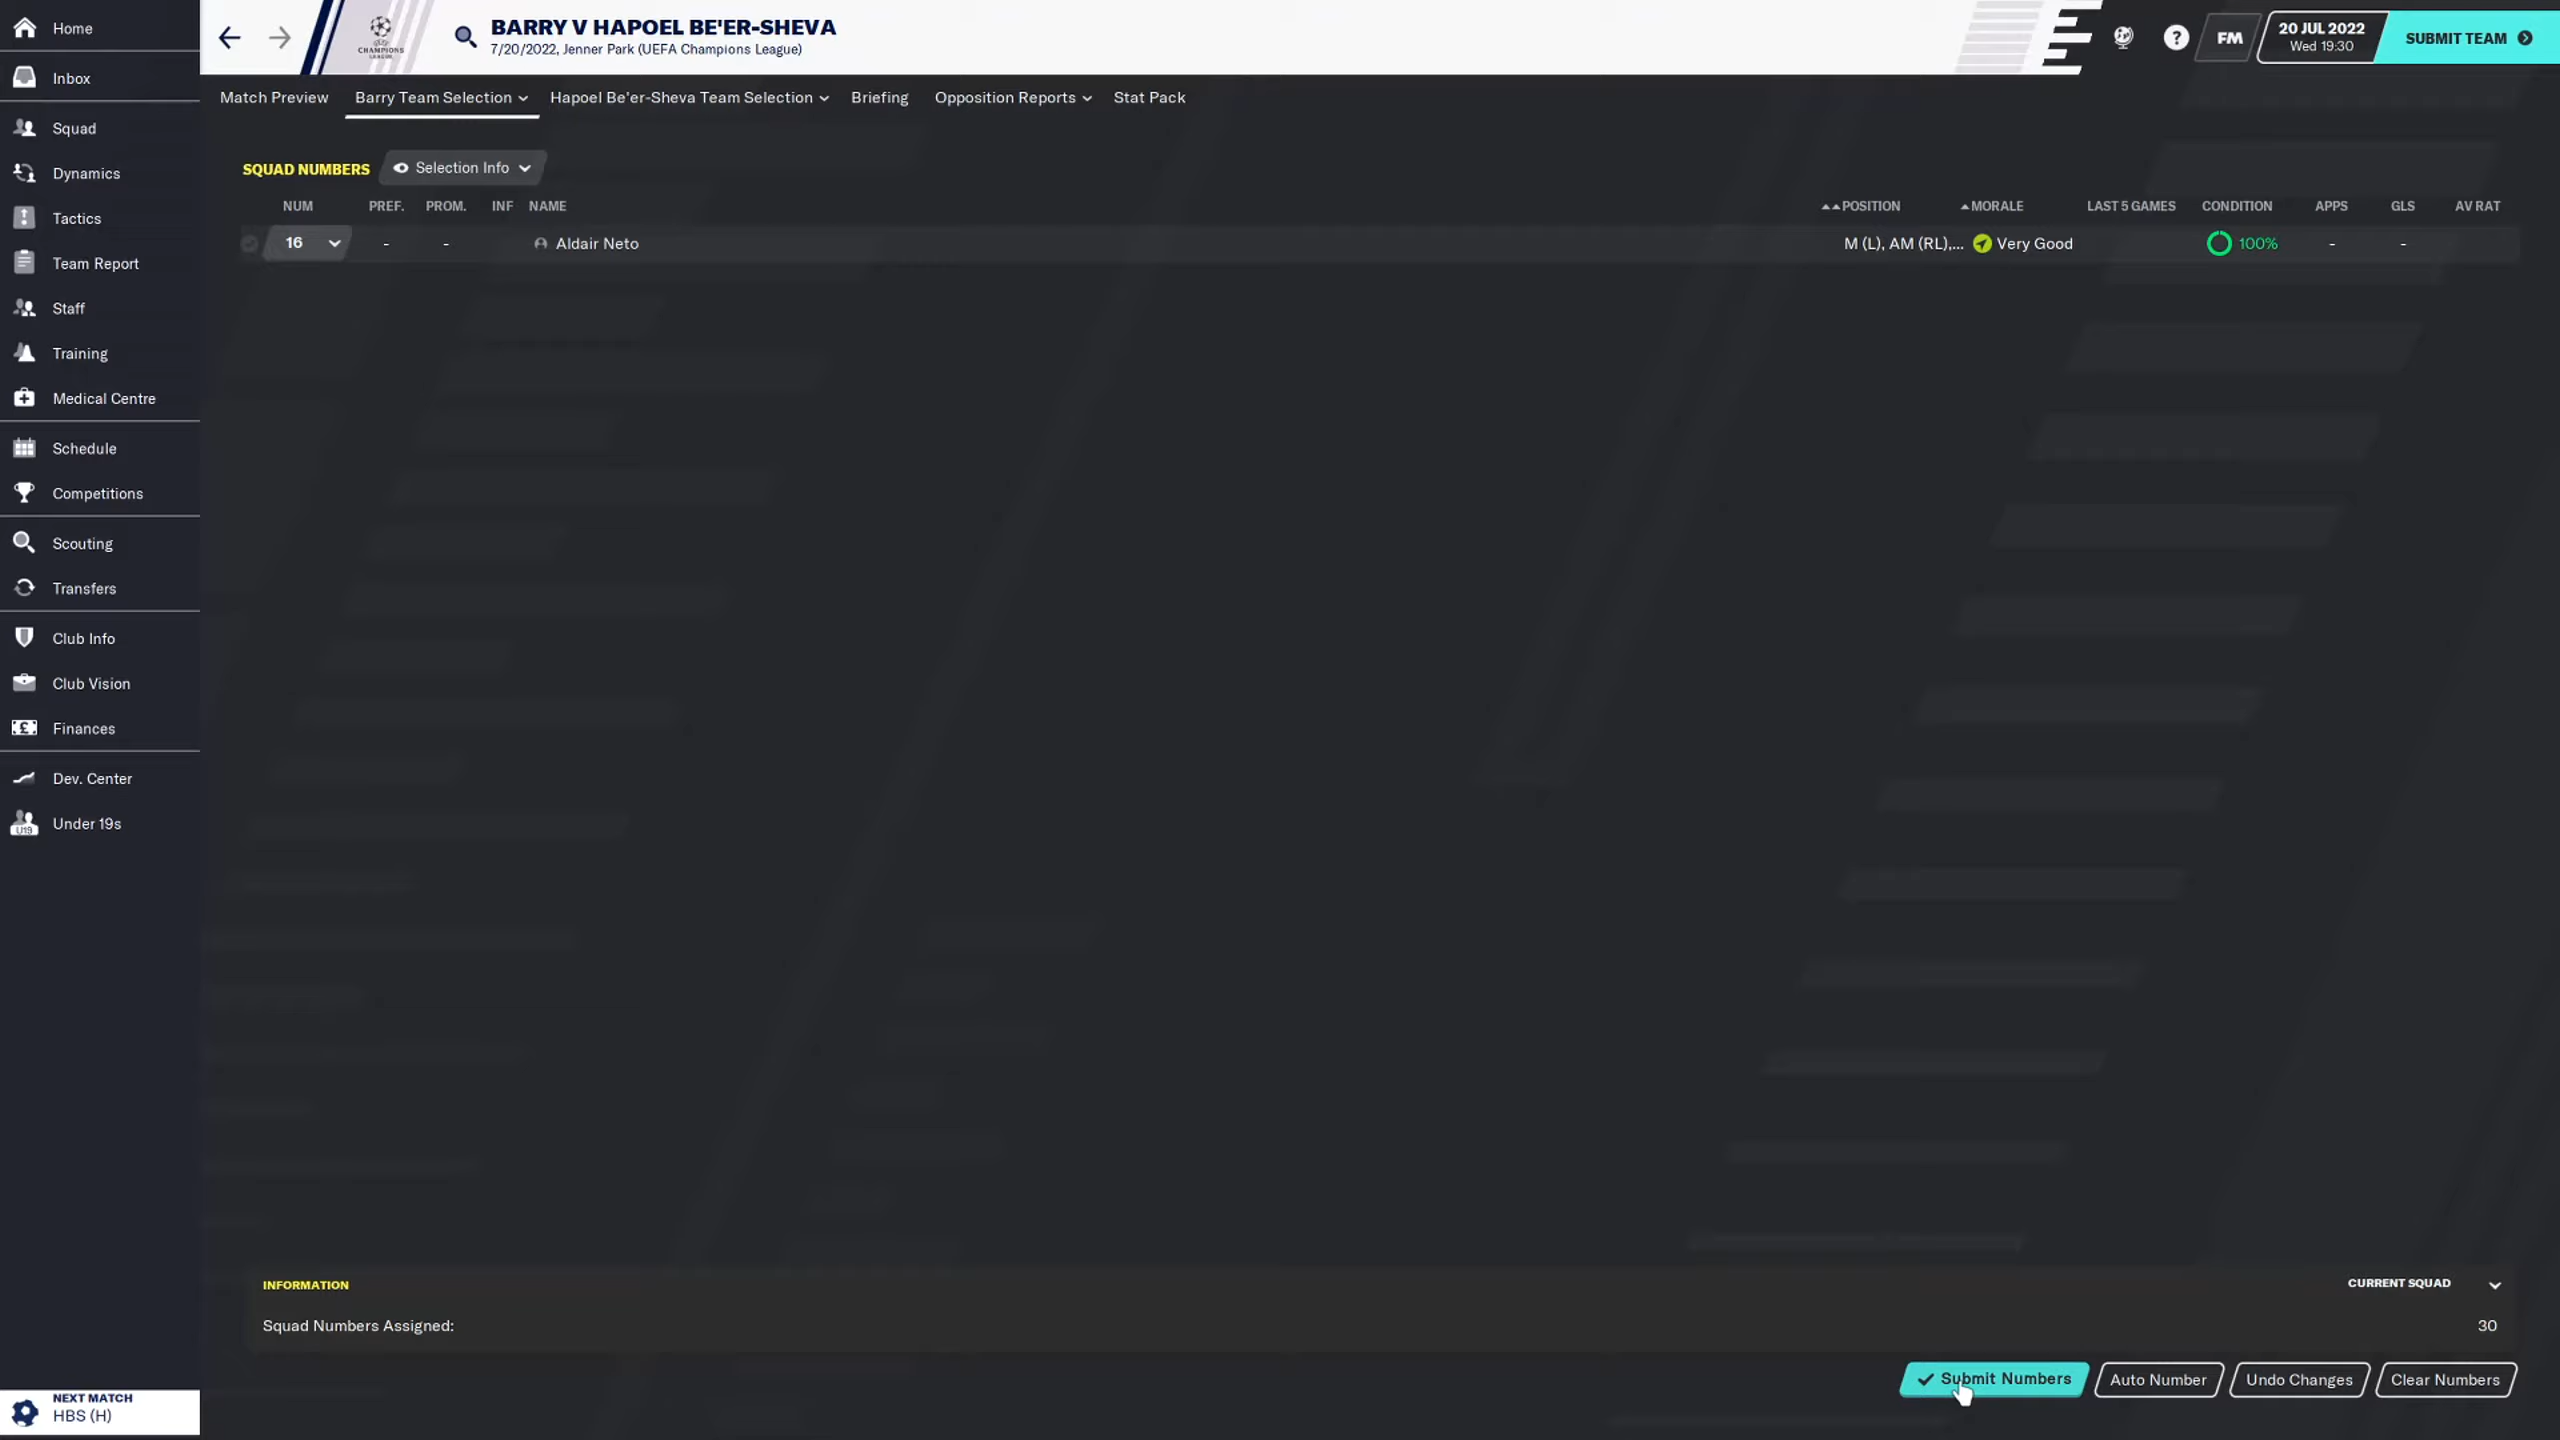 Home
Inbox
Squad
Dynamics
Tactics
Team Report
Staff
Training
Medical Centre
Schedule
Competitions
Scouting
Transfers
Club Info
Club Vision
Finances
Dev. Center
U19
Under 19s
NEXT MATCH
HBS (H)
CHAMPIONS
LEAGUE
BARRY V HAPOEL BE'ER-SHEVA
7/20/2022, Jenner Park (UEFA Champions League)
? FM
20 JUL 2022
Wed 19:30
SUBMIT TEAM
Match Preview Barry Team Selection Hapoel Be'er-Sheva Team Selection Briefing Opposition Reports Stat Pack
SQUAD NUMBERS Selection Info
NUM PREF. PROM. INF NAME POSITION MORALE LAST 5 GAMES CONDITION APPS GLS AV RAT
16 - - Aldair Neto M (L), AM (RL),... Very Good 100% - -
INFORMATION CURRENT SQUAD
Squad Numbers Assigned: 30
Submit Numbers Auto Number Undo Changes Clear Numbers